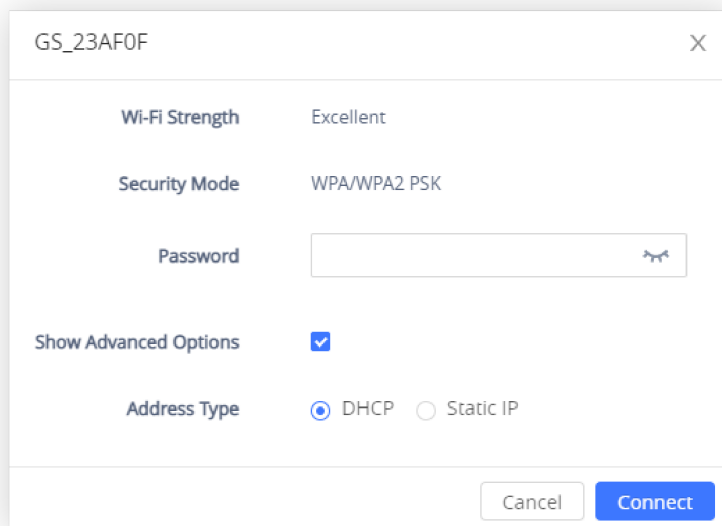 GS_23AF0F
Wi-Fi Strength Excellent
Security Mode WPA/WPA2 PSK
Password
Show Advanced Options
Address Type DHCP Static IP
Cancel Connect